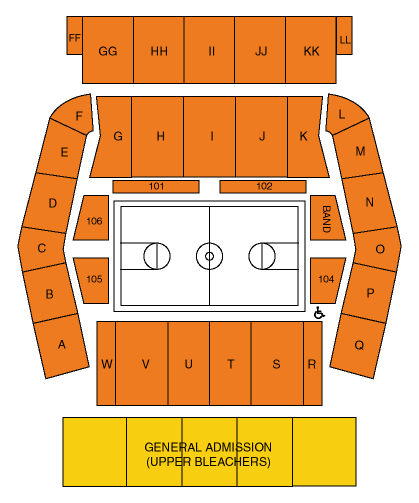 FF GG HH II JJ KK LL
F G H I J K L
E M
101 102
D 106 BAND N
C O
B 105 104 P
A W V U T S R Q
GENERAL ADMISSION
(UPPER BLEACHERS)